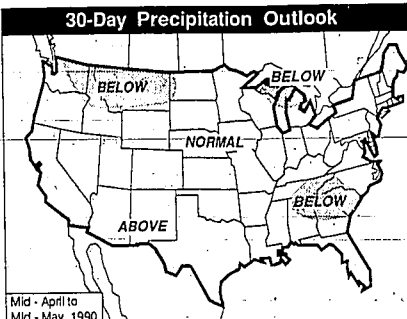 30-Day Precipitation Outlook
BELOW
BELOW
NORMAL
BELOW
ABOVE
Mid - April to
Mid - May, 1990